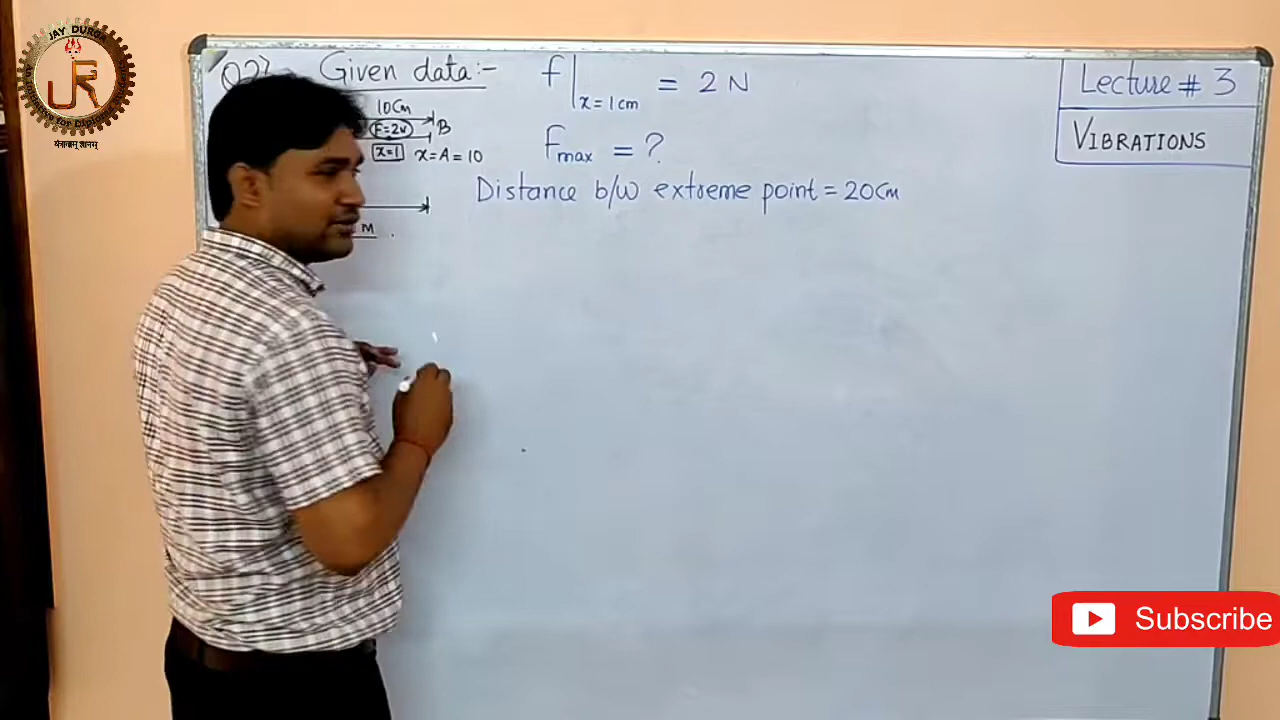 JAY DURGA
JR
Given data:-
f|x=1cm = 2 N
Lecture # 3
10cm
F=2N
B
VIBRATIONS
x=1
x=A=10
Fmax = ?
Distance b/w extreme point = 20cm
M
Subscribe